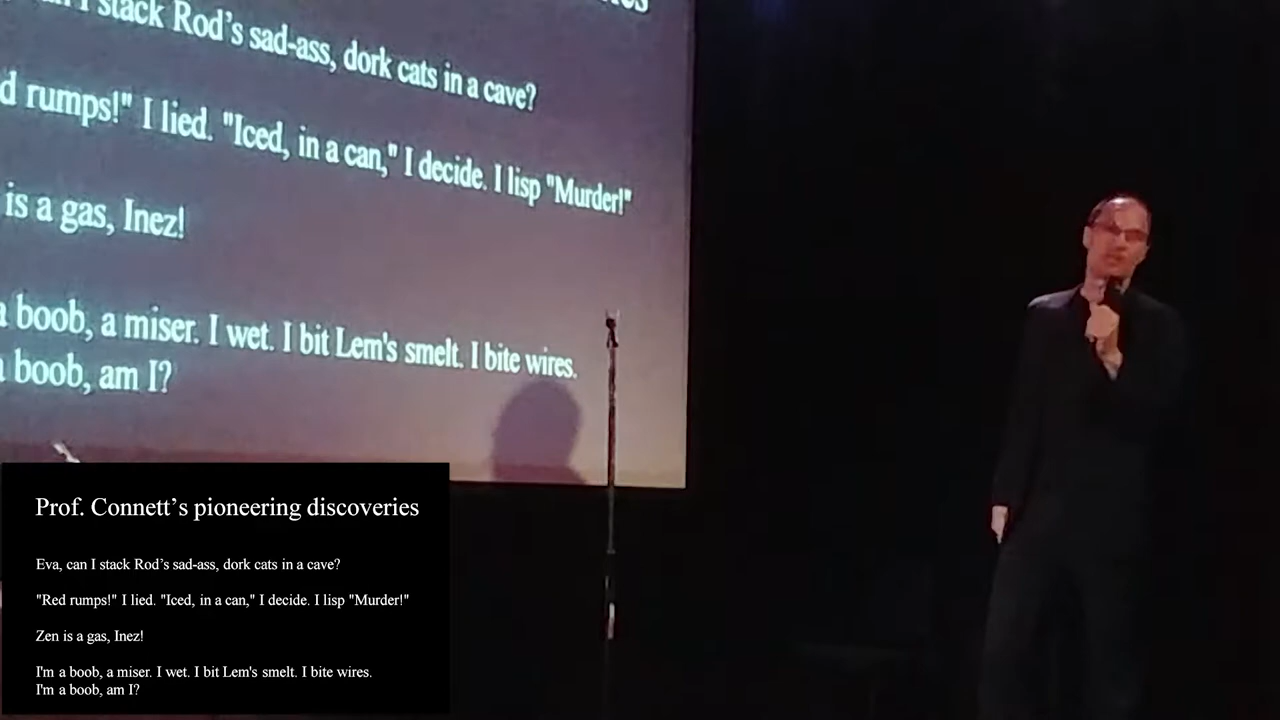 stack Rod's sad-ass, dork cats in a cave?
d rumps!" I lied. "Iced, in a can," I decide. I lisp "Murder!"
is a gas, Inez!
a boob, a miser. I wet. I bit Lem's smelt. I bite wires.
boob, am I?
Prof. Connett's pioneering discoveries
Eva, can I stack Rod's sad-ass, dork cats in a cave?
"Red rumps!" I lied. "Iced, in a can," I decide. I lisp "Murder!"
Zen is a gas, Inez!
I'm a boob, a miser. I wet. I bit Lem's smelt. I bite wires.
I'm a boob, am I?